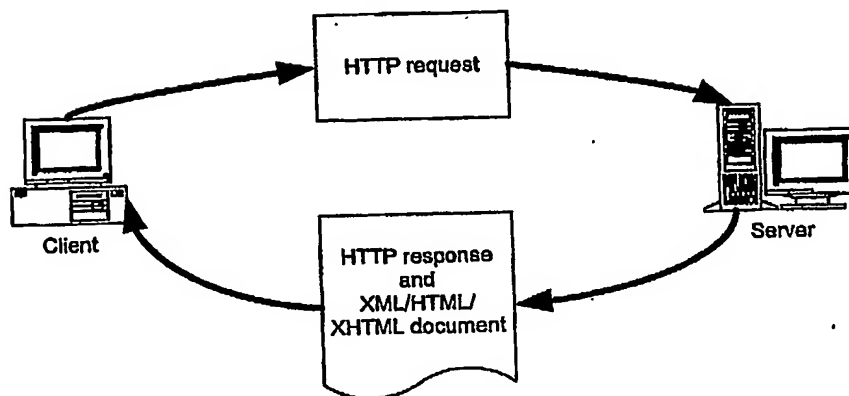 HTTP request
Client
Server
HTTP response
and
XML/HTML/
XHTML document